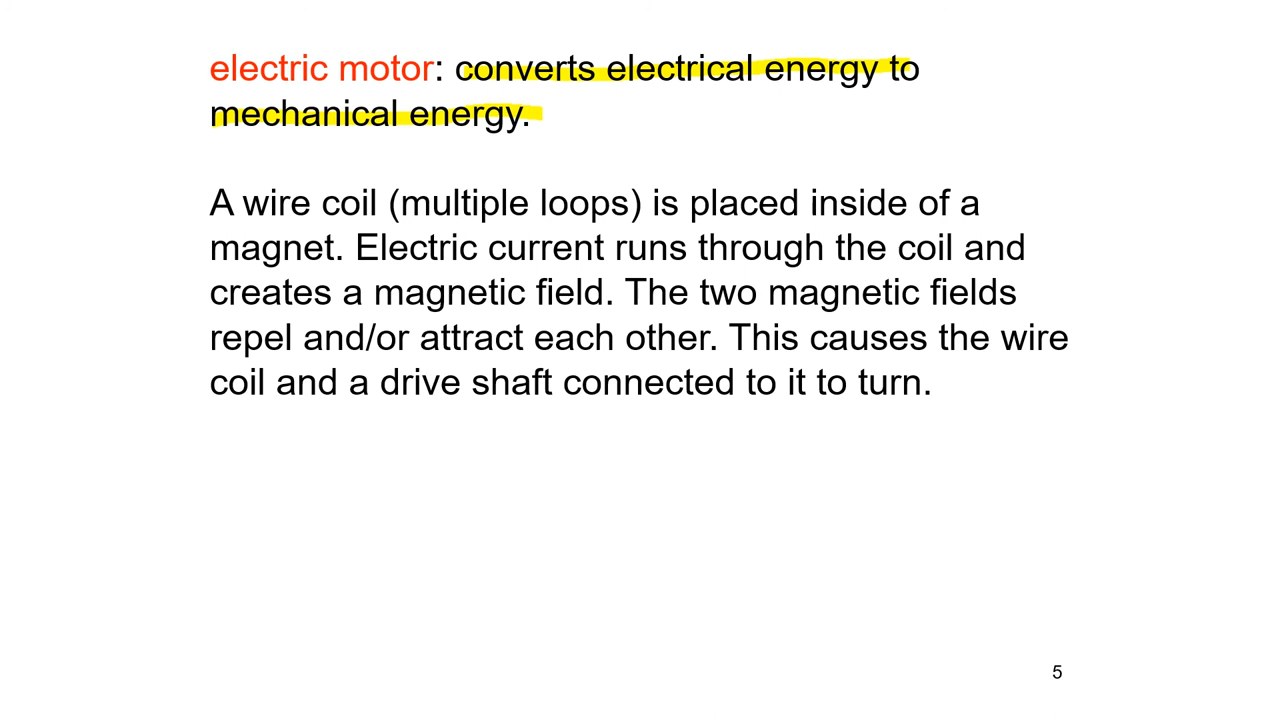 electric motor: converts electrical energy to
mechanical energy.
A wire coil (multiple loops) is placed inside of a
magnet. Electric current runs through the coil and
creates a magnetic field. The two magnetic fields
repel and/or attract each other. This causes the wire
coil and a drive shaft connected to it to turn.
5